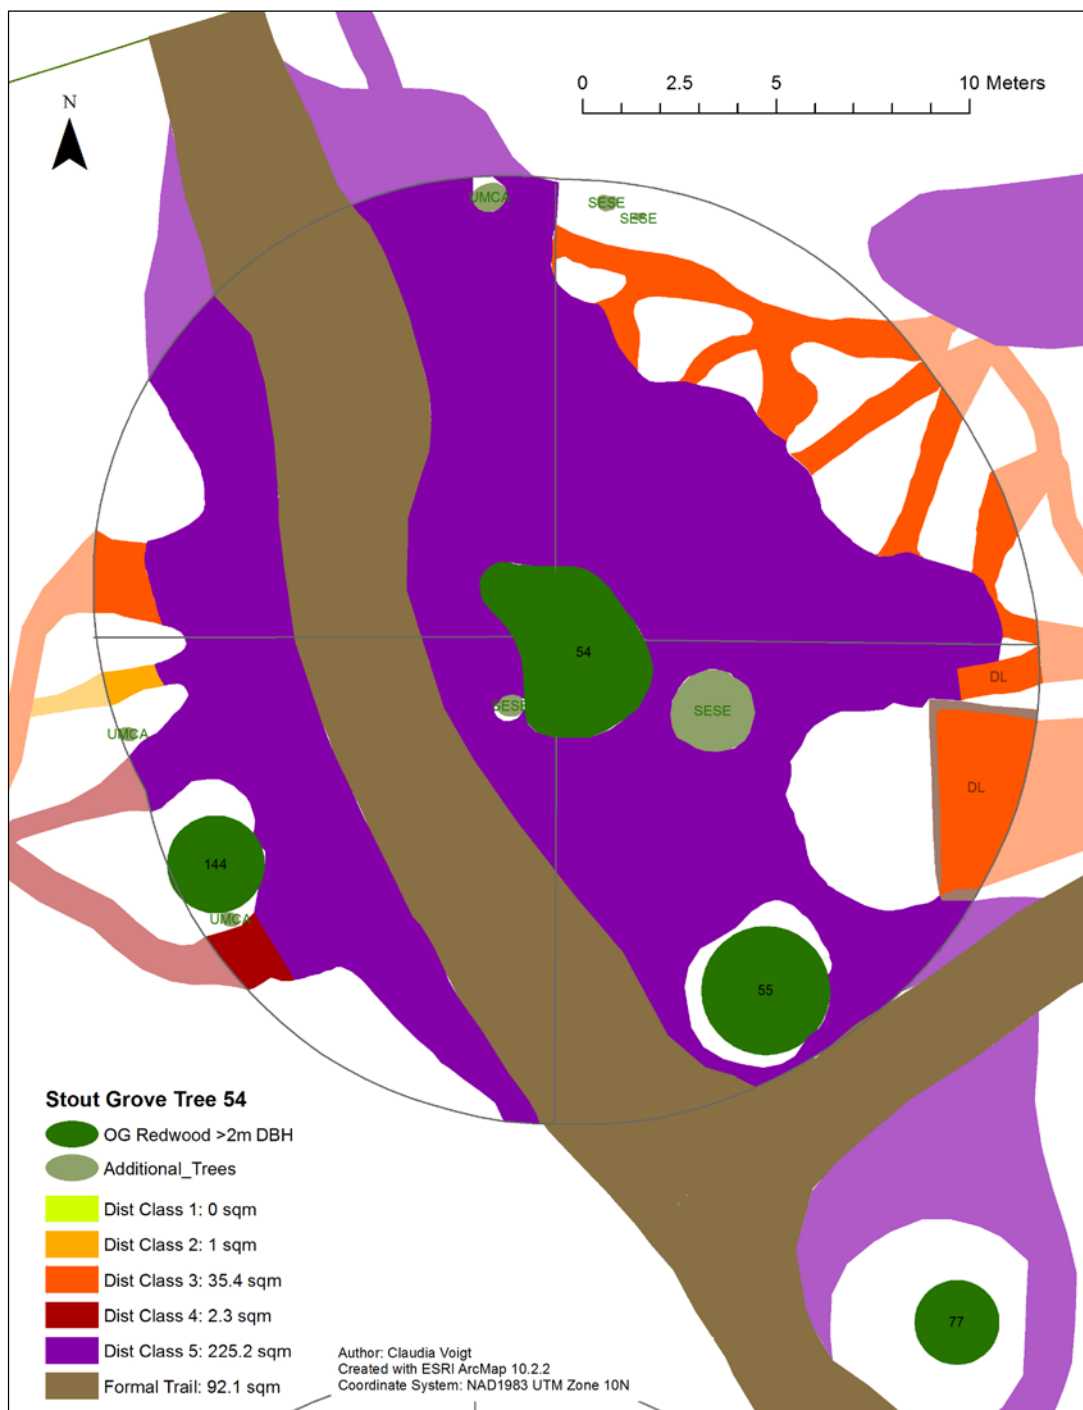 0 2.5 5 10 Meters
N
UMCA
SESE
SESE
54
DL
SESE
SESE
UMCA
DL
144
UMCA
55
Stout Grove Tree 54
OG Redwood >2m DBH
Additional_Trees
Dist Class 1: 0 sqm
Dist Class 2: 1 sqm
Dist Class 3: 35.4 sqm
Dist Class 4: 2.3 sqm
Dist Class 5: 225.2 sqm
Formal Trail: 92.1 sqm
77
Author: Claudia Voigt
Created with ESRI ArcMap 10.2.2
Coordinate System: NAD1983 UTM Zone 10N